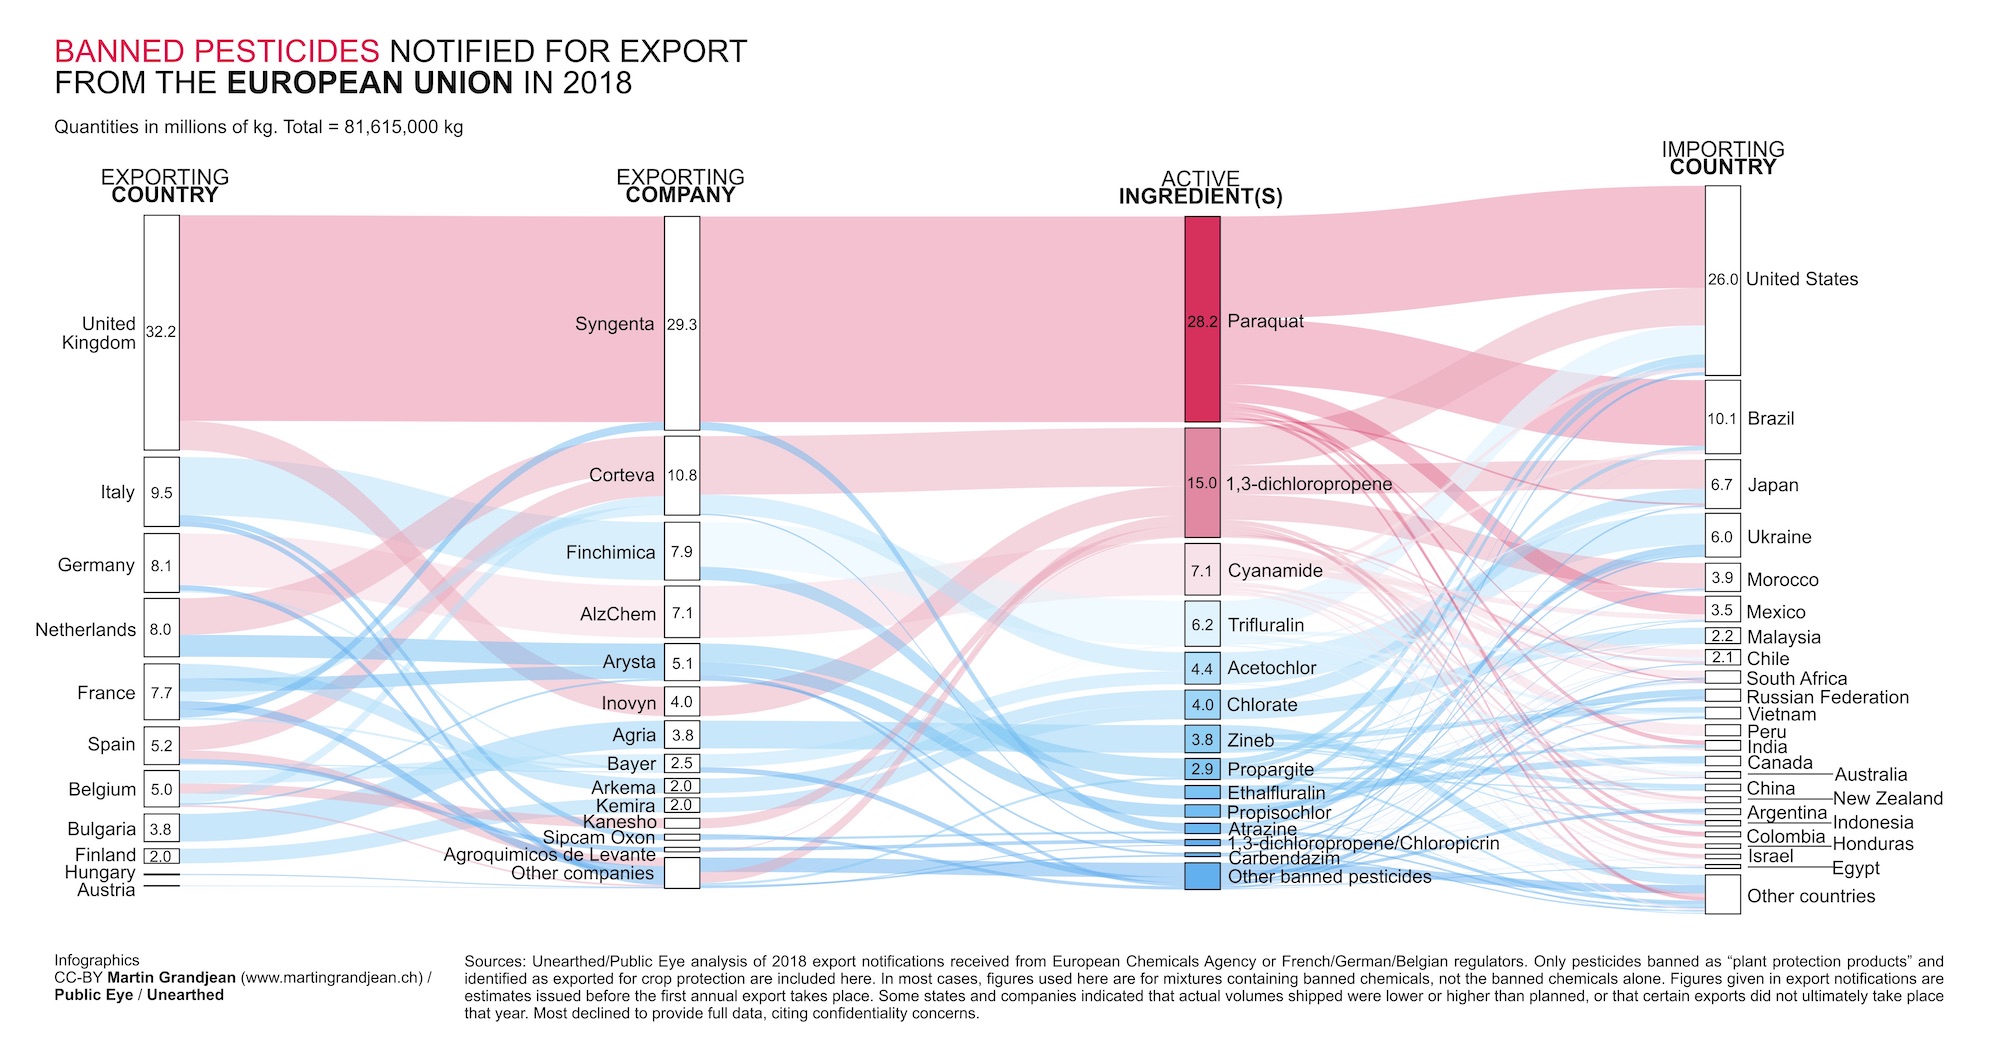 BANNED PESTICIDES NOTIFIED FOR EXPORT
FROM THE EUROPEAN UNION IN 2018
Quantities in millions of kg. Total = 81,615,000 kg
EXPORTING
COUNTRY
United
Kingdom
32.2
Italy
9.5
Germany
8.1
Netherlands
8.0
France
7.7
Spain
5.2
Belgium
5.0
Bulgaria
3.8
Finland
2.0
Hungary
Austria
EXPORTING
COMPANY
Syngenta
29.3
Corteva
10.8
Finchimica
7.9
AlzChem
7.1
Arysta
5.1
Inovyn
4.0
Agria
3.8
Bayer
2.5
Arkema
2.0
Kemira
2.0
Kanesho
Sipcam Oxon
Agroquimicos de Levante
Other companies
ACTIVE
INGREDIENT(S)
28.2
Paraquat
15.0
1,3-dichloropropene
7.1
Cyanamide
6.2
Trifluralin
4.4
Acetochlor
4.0
Chlorate
3.8
Zineb
2.9
Propargite
Ethalfluralin
Propisochlor
Atrazine
1,3-dichloropropene/Chloropicrin
Carbendazim
Other banned pesticides
IMPORTING
COUNTRY
26.0
United States
10.1
Brazil
6.7
Japan
6.0
Ukraine
3.9
Morocco
3.5
Mexico
2.2
Malaysia
2.1
Chile
South Africa
Russian Federation
Vietnam
Peru
India
Canada
Australia
China
New Zealand
Argentina
Indonesia
Colombia
Honduras
Israel
Egypt
Other countries
Infographics
CC-BY Martin Grandjean (www.martingrandjean.ch) /
Public Eye / Unearthed
Sources: Unearthed/Public Eye analysis of 2018 export notifications received from European Chemicals Agency or French/German/Belgian regulators. Only pesticides banned as “plant protection products” and
identified as exported for crop protection are included here. In most cases, figures used here are for mixtures containing banned chemicals, not the banned chemicals alone. Figures given in export notifications are
estimates issued before the first annual export takes place. Some states and companies indicated that actual volumes shipped were lower or higher than planned, or that certain exports did not ultimately take place
that year. Most declined to provide full data, citing confidentiality concerns.